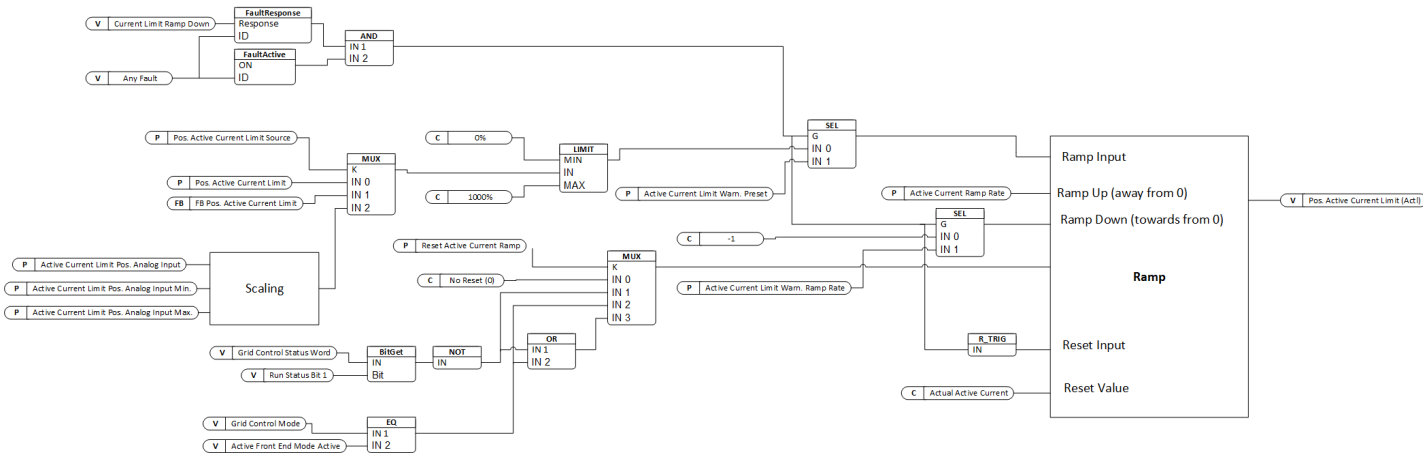 FaultResponse
V Current Limit Ramp Down
Response
ID
FaultActive
ON
ID
V Any Fault
AND
IN 1
IN 2
P Pos. Active Current Limit Source
P Pos. Active Current Limit
FB FB Pos. Active Current Limit
MUX
K
IN 0
IN 1
IN 2
C 0%
C 1000%
LIMIT
MIN
IN
MAX
P Active Current Limit Warn. Preset
SEL
G
IN 0
IN 1
P Active Current Limit Pos. Analog Input
P Active Current Limit Pos. Analog Input Min.
P Active Current Limit Pos. Analog Input Max.
Scaling
P Reset Active Current Ramp
C No Reset (0)
MUX
K
IN 0
IN 1
IN 2
IN 3
C -1
P Active Current Limit Warn. Ramp Rate
SEL
G
IN 0
IN 1
V Grid Control Status Word
V Run Status Bit 1
BitGet
IN
Bit
NOT
IN
OR
IN 1
IN 2
V Grid Control Mode
V Active Front End Mode Active
EQ
IN 1
IN 2
P Active Current Ramp Rate
R_TRIG
IN
C Actual Active Current
Ramp Input
Ramp Up (away from 0)
Ramp Down (towards from 0)
Ramp
Reset Input
Reset Value
V Pos. Active Current Limit (Actl)